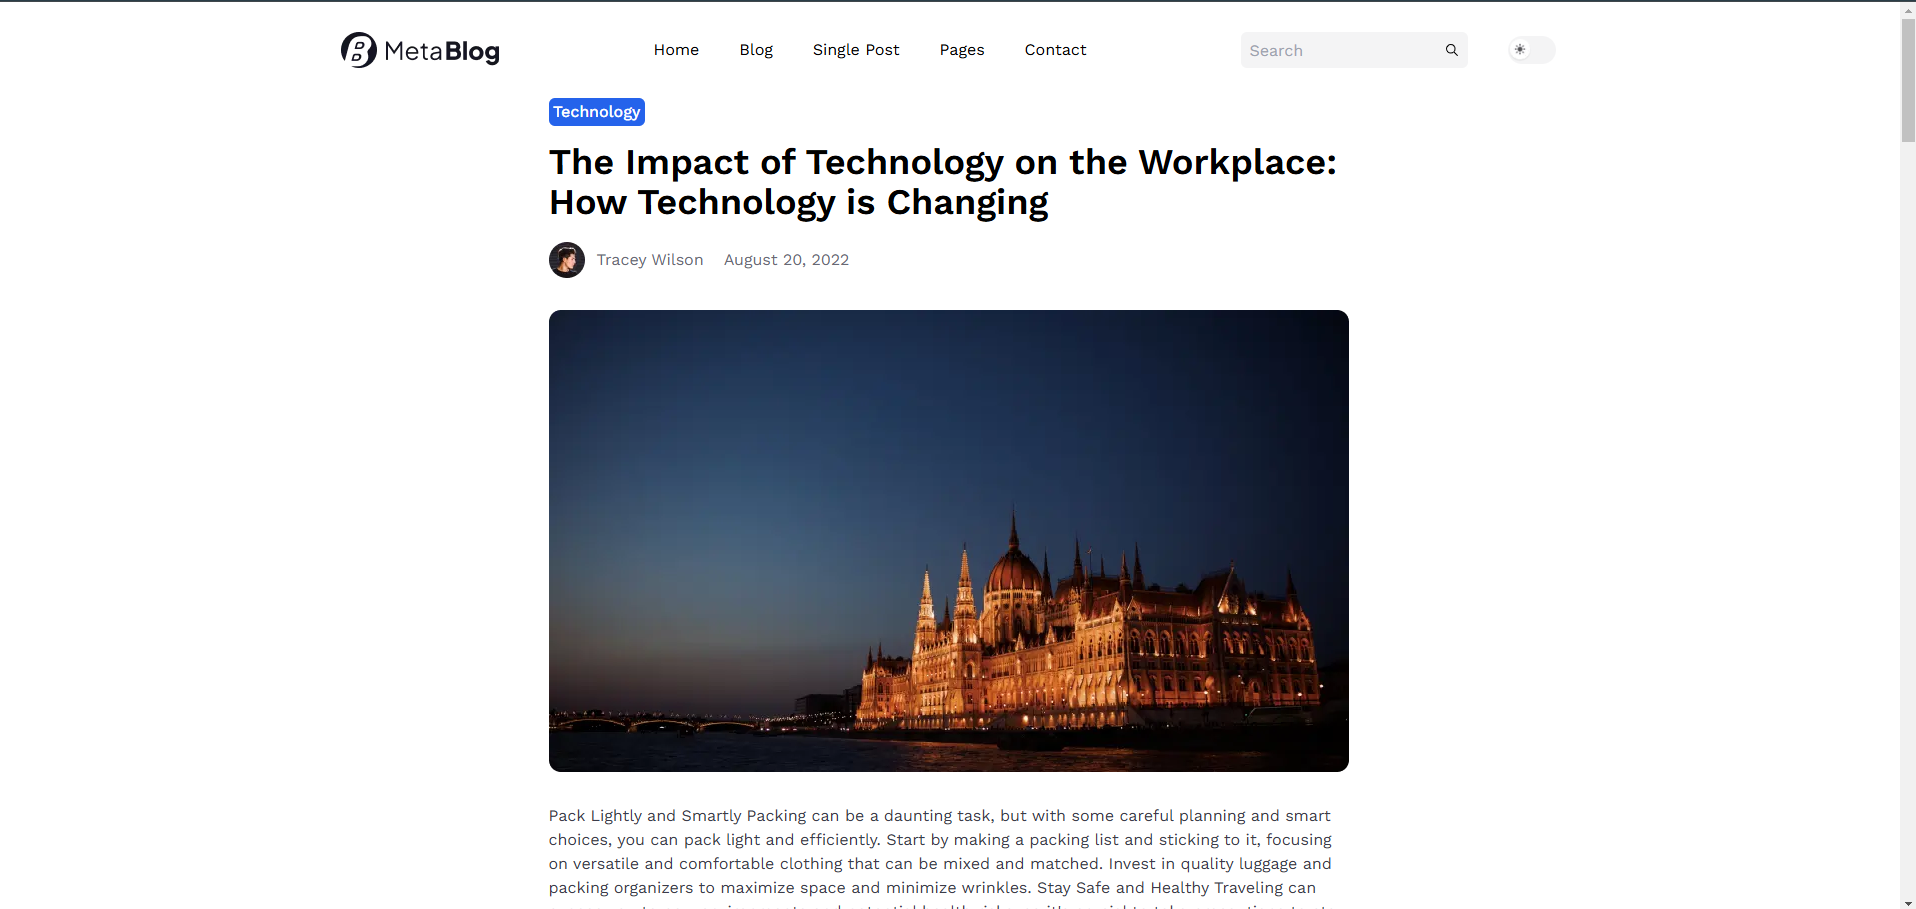 MetaBlog
Home Blog Single Post Pages Contact
Search
Technology
The Impact of Technology on the Workplace:
How Technology is Changing
Tracey Wilson August 20, 2022
Pack Lightly and Smartly Packing can be a daunting task, but with some careful planning and smart
choices, you can pack light and efficiently. Start by making a packing list and sticking to it, focusing
on versatile and comfortable clothing that can be mixed and matched. Invest in quality luggage and
packing organizers to maximize space and minimize wrinkles. Stay Safe and Healthy Traveling can